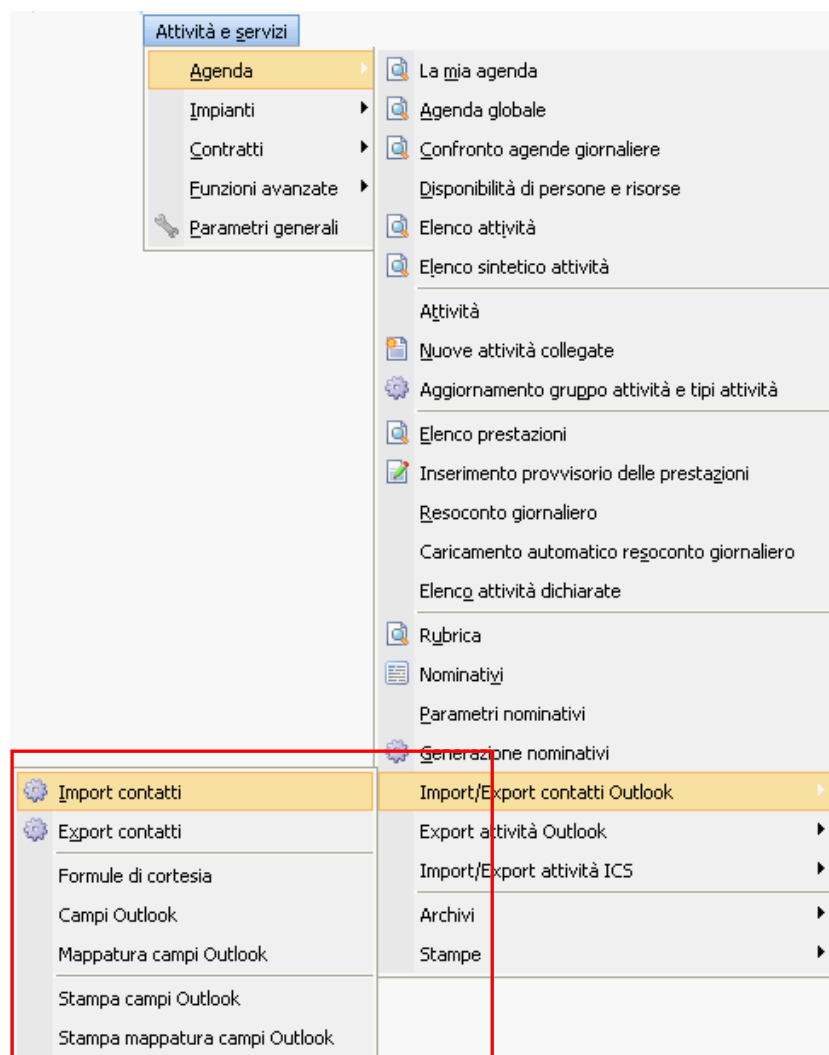 Attività e servizi
Agenda
Impianti
Contratti
Funzioni avanzate
Parametri generali
La mia agenda
Agenda globale
Confronto agende giornaliere
Disponibilità di persone e risorse
Elenco attività
Elenco sintetico attività
Attività
Nuove attività collegate
Aggiornamento gruppo attività e tipi attività
Elenco prestazioni
Inserimento provvisorio delle prestazioni
Resoconto giornaliero
Caricamento automatico resoconto giornaliero
Elenco attività dichiarate
Rubrica
Nominativi
Parametri nominativi
Generazione nominativi
Import/Export contatti Outlook
Export attività Outlook
Import/Export attività ICS
Archivi
Stampe
Import contatti
Export contatti
Formule di cortesia
Campi Outlook
Mappatura campi Outlook
Stampa campi Outlook
Stampa mappatura campi Outlook